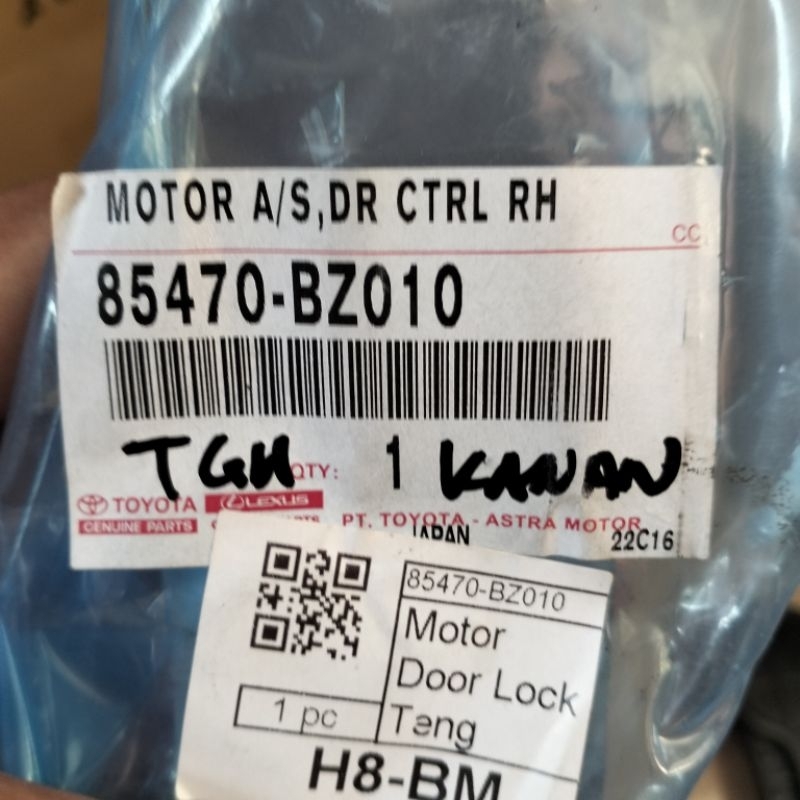 MOTOR A/S,DR CTRL RH
CC
85470-BZ010
TGH QTY: 1 KANAN
TOYOTA LEXUS
GENUINE PARTS PT. TOYOTA - ASTRA MOTOR
JAPAN 22C16
85470-BZ010
Motor
Door Lock
Teng
1 pc
H8-BM